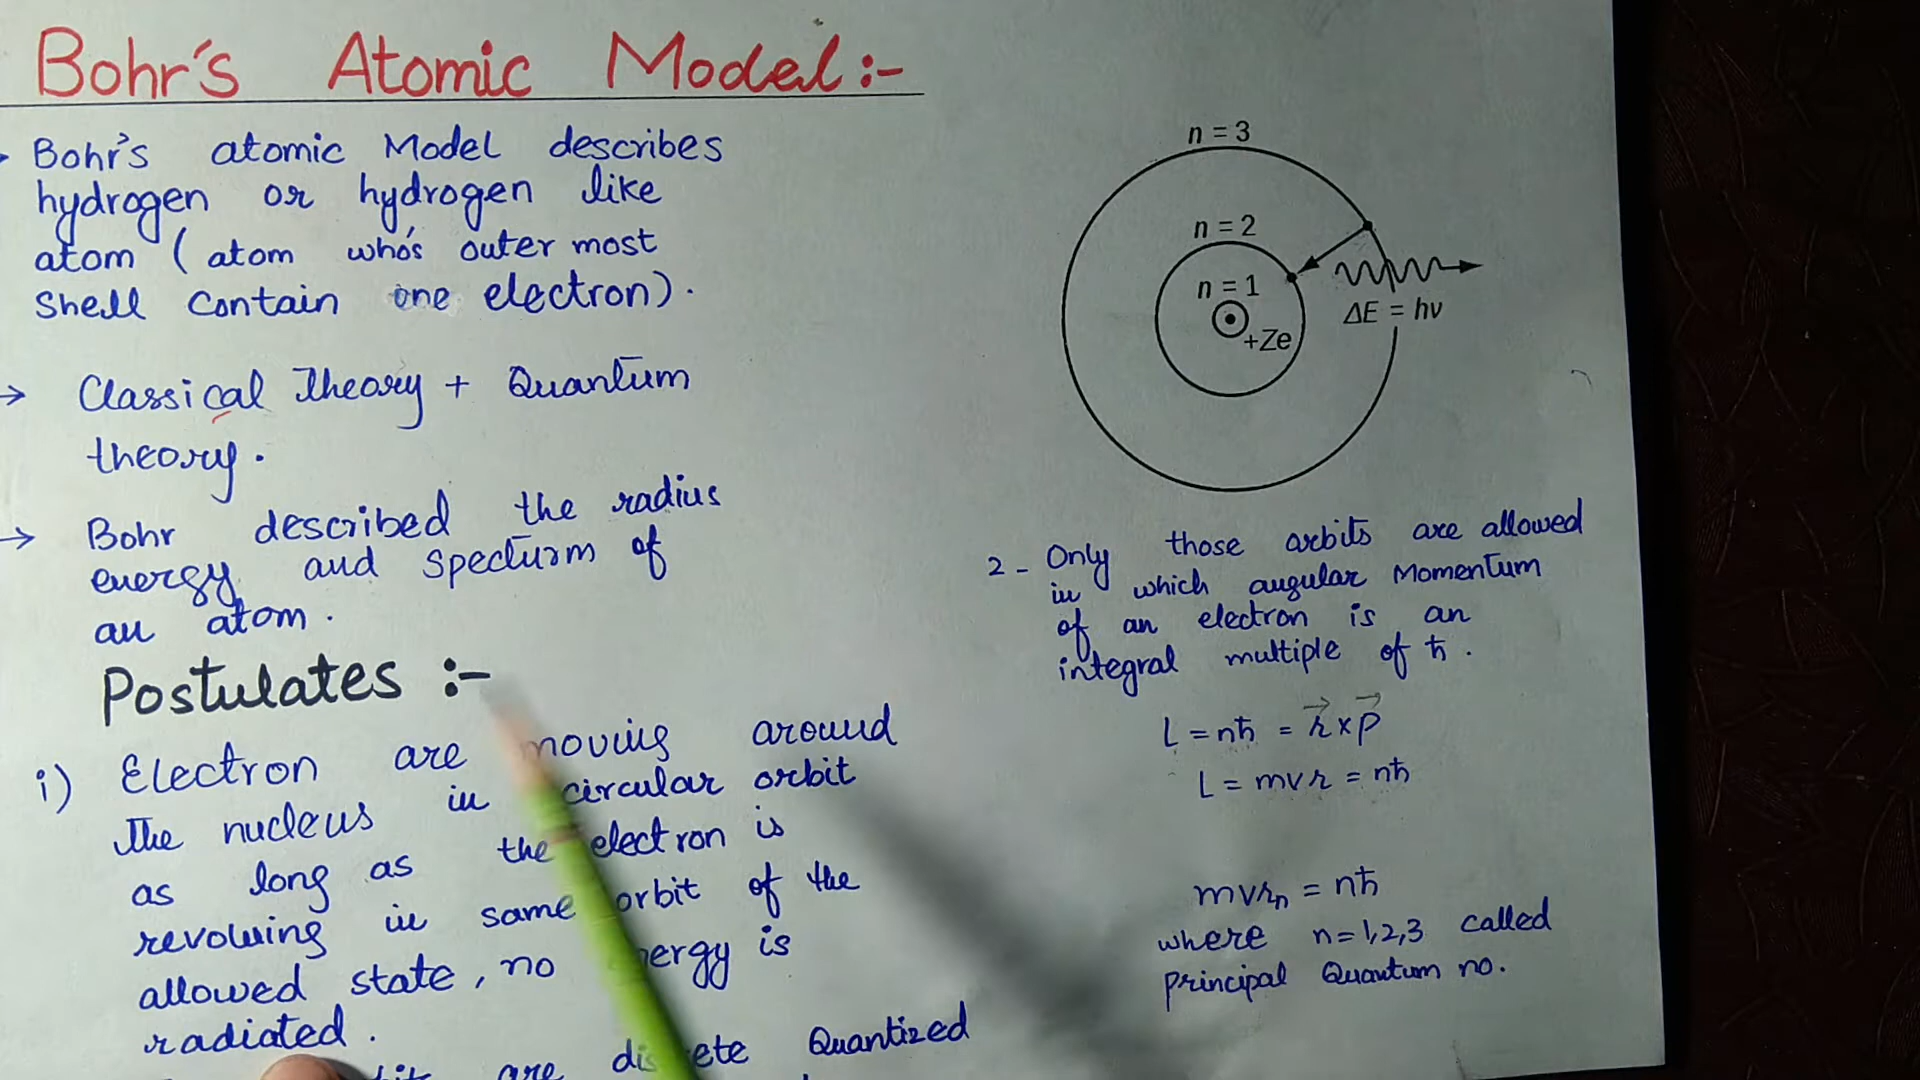 Bohr's Atomic Model:-
Bohr's atomic Model describes
hydrogen or hydrogen like
atom (atom who's outer most
Shell contain one electron).
→ Classical Theory + Quantum
theory.
→ Bohr described the radius
energy and specturm of
an atom.
Postulates :-
i) Electron are moving around
The nucleus in circular orbit
as long as the electron is
revolving in same orbit of the
allowed state, no energy is
radiated.
are discrete Quantized
n = 3
n = 2
n = 1
+Ze
ΔE = hν
2- Only those orbits are allowed
in which angular Momentum
of an electron is an
integral multiple of ħ.
L = nħ = r⃗ × p⃗
L = mvr = nħ
mvrₙ = nħ
where n=1,2,3 called
principal Quantum no.